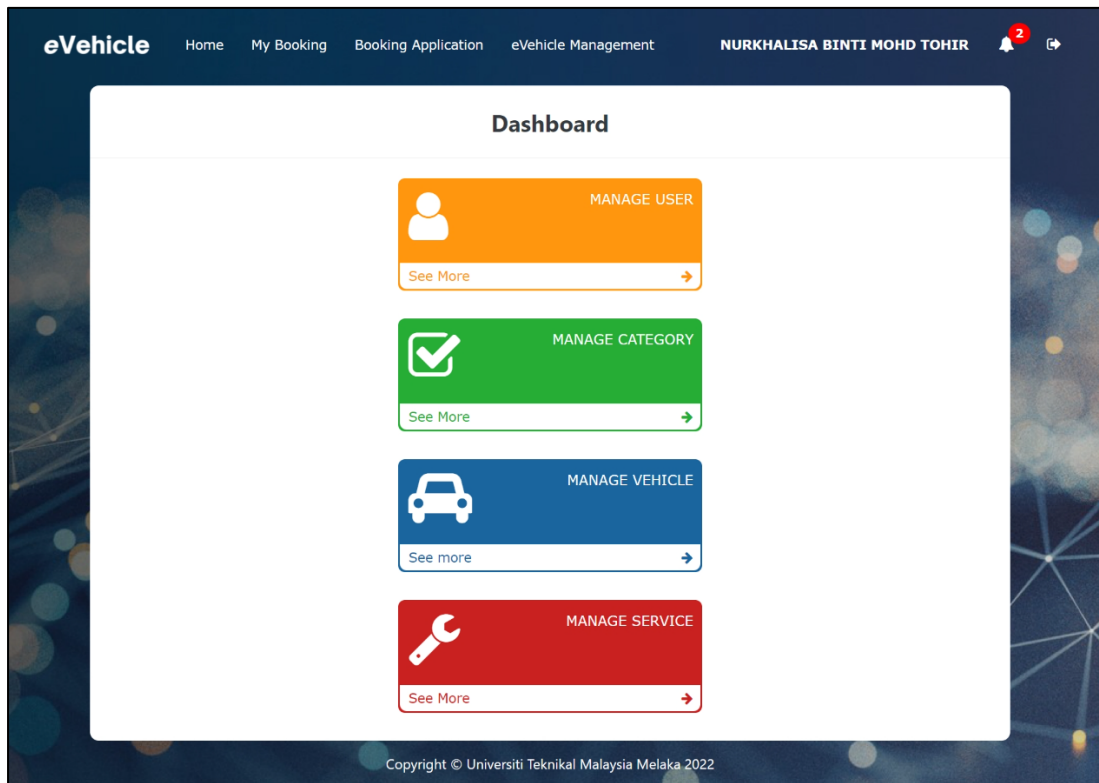 eVehicle Home My Booking Booking Application eVehicle Management NURKHALISA BINTI MOHD TOHIR 2
Dashboard
MANAGE USER
See More
MANAGE CATEGORY
See More
MANAGE VEHICLE
See more
MANAGE SERVICE
See More
Copyright © Universiti Teknikal Malaysia Melaka 2022